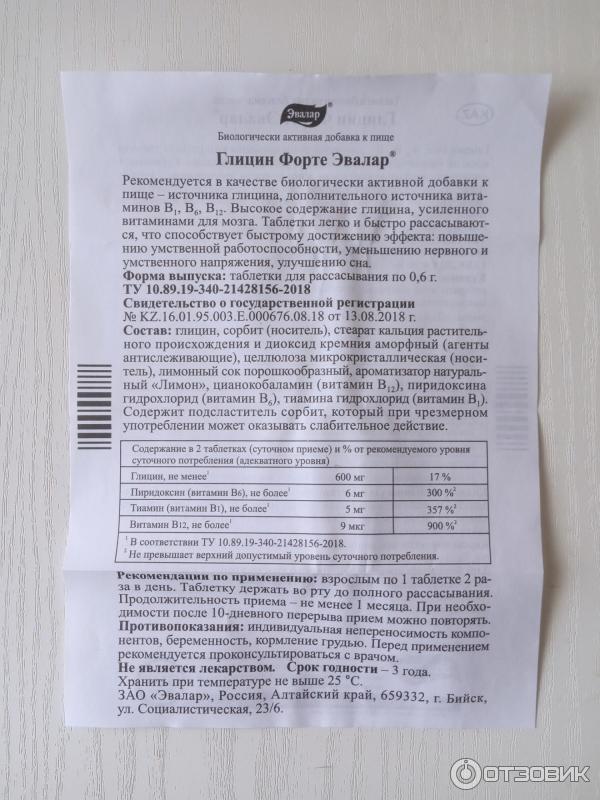 Эвалар®
Биологически активная добавка к пище
Глицин Форте Эвалар®
Рекомендуется в качестве биологически активной добавки к
пище – источника глицина, дополнительного источника вита-
минов В1, В6, В12. Высокое содержание глицина, усиленного
витаминами для мозга. Таблетки легко и быстро рассасывают-
ся, что способствует быстрому достижению эффекта: повыше-
нию умственной работоспособности, уменьшению нервного и
умственного напряжения, улучшению сна.
Форма выпуска: таблетки для рассасывания по 0,6 г.
ТУ 10.89.19-340-21428156-2018
Свидетельство о государственной регистрации
№ KZ.16.01.95.003.E.000676.08.18 от 13.08.2018 г.
Состав: глицин, сорбит (носитель), стеарат кальция раститель-
ного происхождения и диоксид кремния аморфный (агенты
антислеживающие), целлюлоза микрокристаллическая (носи-
тель), лимонный сок порошкообразный, ароматизатор натураль-
ный «Лимон», цианокобаламин (витамин В12), пиридоксина
гидрохлорид (витамин В6), тиамина гидрохлорид (витамин В1).
Содержит подсластитель сорбит, который при чрезмерном
употреблении может оказывать слабительное действие.
Содержание в 2 таблетках (суточном приеме) и % от рекомендуемого уровня
суточного потребления (адекватного уровня)
Глицин, не менее¹ 600 мг 17 %
Пиридоксин (витамин В6), не более¹ 6 мг 300 %²
Тиамин (витамин В1), не более¹ 5 мг 357 %²
Витамин В12, не более¹ 9 мкг 900 %²
¹ В соответствии ТУ 10.89.19-340-21428156-2018.
² Не превышает верхний допустимый уровень суточного потребления.
Рекомендации по применению: взрослым по 1 таблетке 2 ра-
за в день. Таблетку держать во рту до полного рассасывания.
Продолжительность приема – не менее 1 месяца. При необхо-
димости после 10-дневного перерыва прием можно повторять.
Противопоказания: индивидуальная непереносимость компо-
нентов, беременность, кормление грудью. Перед применением
рекомендуется проконсультироваться с врачом.
Не является лекарством. Срок годности – 3 года.
Хранить при температуре не выше 25 °С.
ЗАО «Эвалар», Россия, Алтайский край, 659332, г. Бийск,
ул. Социалистическая, 23/6.
ОТЗОВИК